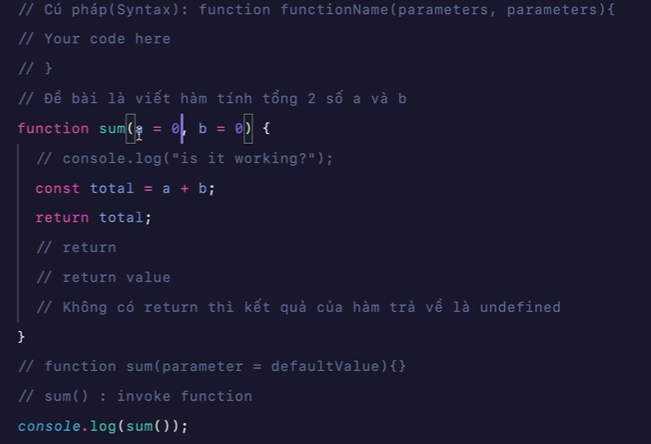 // Cú pháp(Syntax): function functionName(parameters, parameters){
// Your code here
// }
// Đề bài là viết hàm tính tổng 2 số a và b
function sum(a = 0, b = 0) {
// console.log("is it working?");
const total = a + b;
return total;
// return
// return value
// Không có return thì kết quả của hàm trả về là undefined
}
// function sum(parameter = defaultValue){}
// sum() : invoke function
console.log(sum());